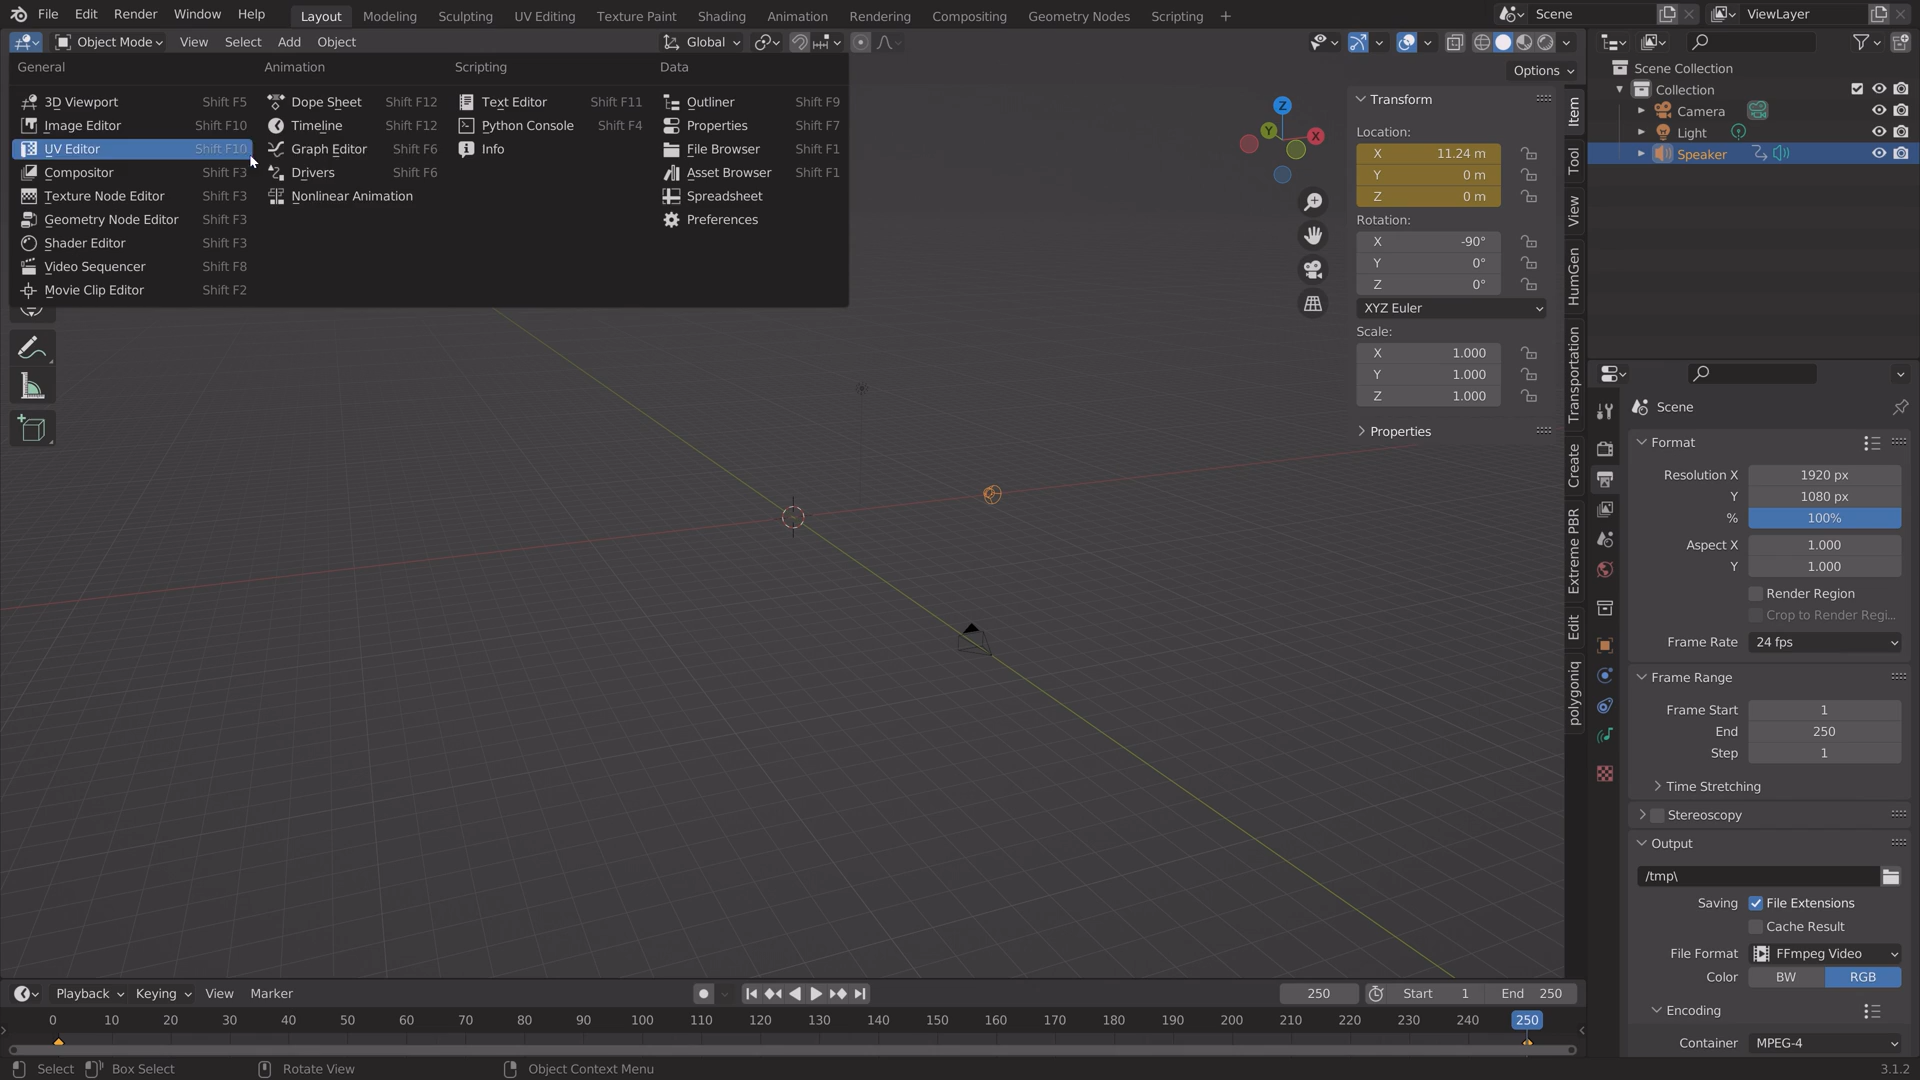 File Edit Render Window Help Layout Modeling Sculpting UV Editing Texture Paint Shading Animation Rendering Compositing Geometry Nodes Scripting + Scene ViewLayer
Object Mode View Select Add Object Global
Options
General Animation Scripting Data
3D Viewport Shift F5 Dope Sheet Shift F12 Text Editor Shift F11 Outliner Shift F9
Image Editor Shift F10 Timeline Shift F12 Python Console Shift F4 Properties Shift F7
UV Editor Shift F10 Graph Editor Shift F6 Info File Browser Shift F1
Compositor Shift F3 Drivers Shift F6 Asset Browser Shift F1
Texture Node Editor Shift F3 Nonlinear Animation Spreadsheet
Geometry Node Editor Shift F3 Preferences
Shader Editor Shift F3
Video Sequencer Shift F8
Movie Clip Editor Shift F2
Z
Y
X
Transform
Location:
X 11.24 m
Y 0 m
Z 0 m
Rotation:
X -90°
Y 0°
Z 0°
XYZ Euler
Scale:
X 1.000
Y 1.000
Z 1.000
Properties
Item
Tool
View
HumGen
Transportation
Create
Extreme PBR
Edit
polygoniq
Scene Collection
Collection
Camera
Light
Speaker
Scene
Format
Resolution X 1920 px
Y 1080 px
% 100%
Aspect X 1.000
Y 1.000
Render Region
Crop to Render Regi...
Frame Rate 24 fps
Frame Range
Frame Start 1
End 250
Step 1
Time Stretching
Stereoscopy
Output
/tmp\
Saving File Extensions
Cache Result
File Format FFmpeg Video
Color BW RGB
Encoding
Container MPEG-4
Playback Keying View Marker 250 Start 1 End 250
0 10 20 30 40 50 60 70 80 90 100 110 120 130 140 150 160 170 180 190 200 210 220 230 240 250
Select Box Select Rotate View Object Context Menu 3.1.2